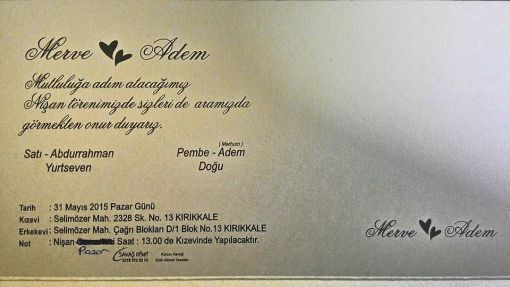 Merve Adem
Mutluluğa adım atacağımız
Nişan törenimizde sizleri de aramızda
görmekten onur duyarız.
(Merhum)
Satı - Abdurrahman Pembe - Adem
Yurtseven Doğu
Tarih : 31 Mayıs 2015 Pazar Günü
Kızevi : Selimözer Mah. 2328 Sk. No. 13 KIRIKKALE
Erkekevi : Selimözer Mah. Çağrı Blokları D/1 Blok No.13 KIRIKKALE
Not : Nişan Saat : 13.00 de Kızevinde Yapılacaktır.
Pazar
SAVAŞ OFSET
Merve Adem